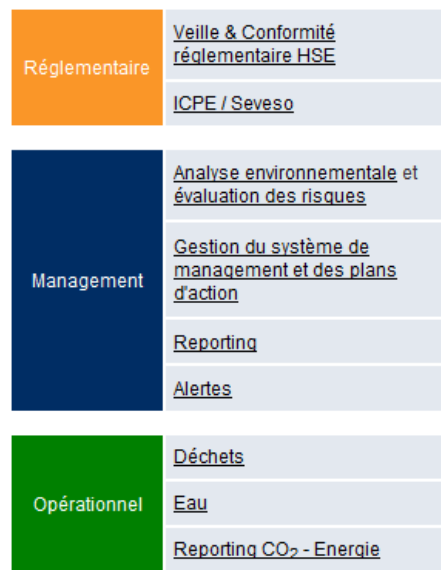 Réglementaire
Veille & Conformité
réglementaire HSE
ICPE / Seveso
Management
Analyse environnementale et
évaluation des risques
Gestion du système de
management et des plans
d'action
Reporting
Alertes
Opérationnel
Déchets
Eau
Reporting CO₂ - Energie